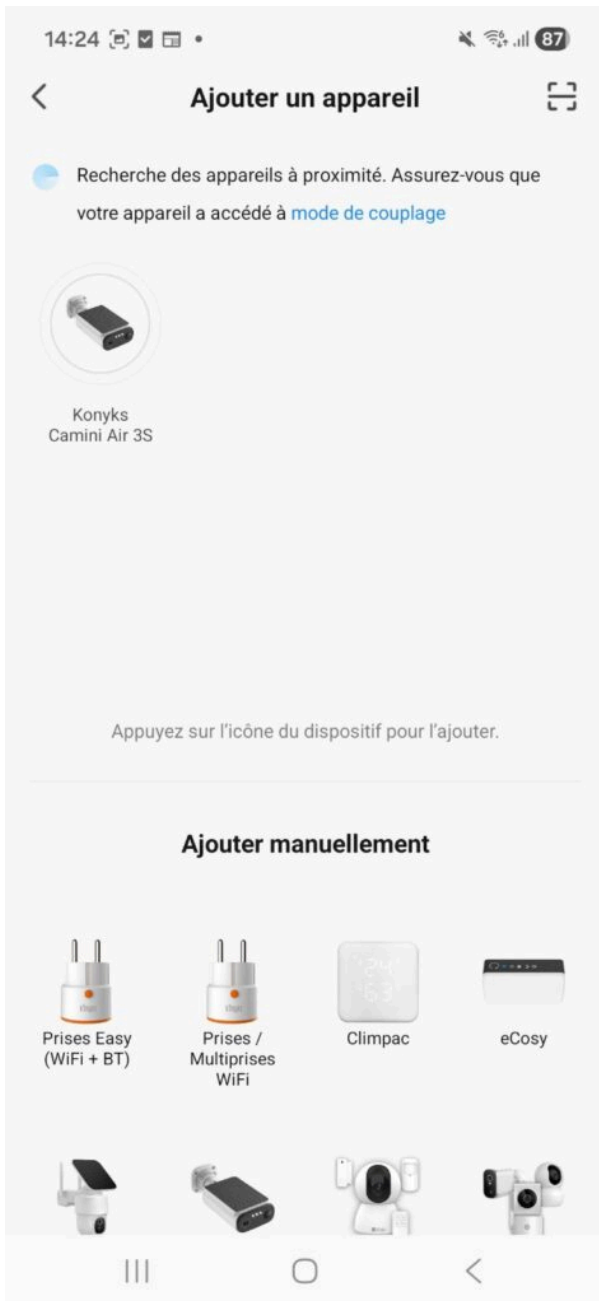 14:24
87
Ajouter un appareil
Recherche des appareils à proximité. Assurez-vous que
votre appareil a accédé à mode de couplage
Konyks
Camini Air 3S
Appuyez sur l'icône du dispositif pour l'ajouter.
Ajouter manuellement
Prises Easy
(WiFi + BT)
Prises /
Multiprises
WiFi
Climpac
eCosy